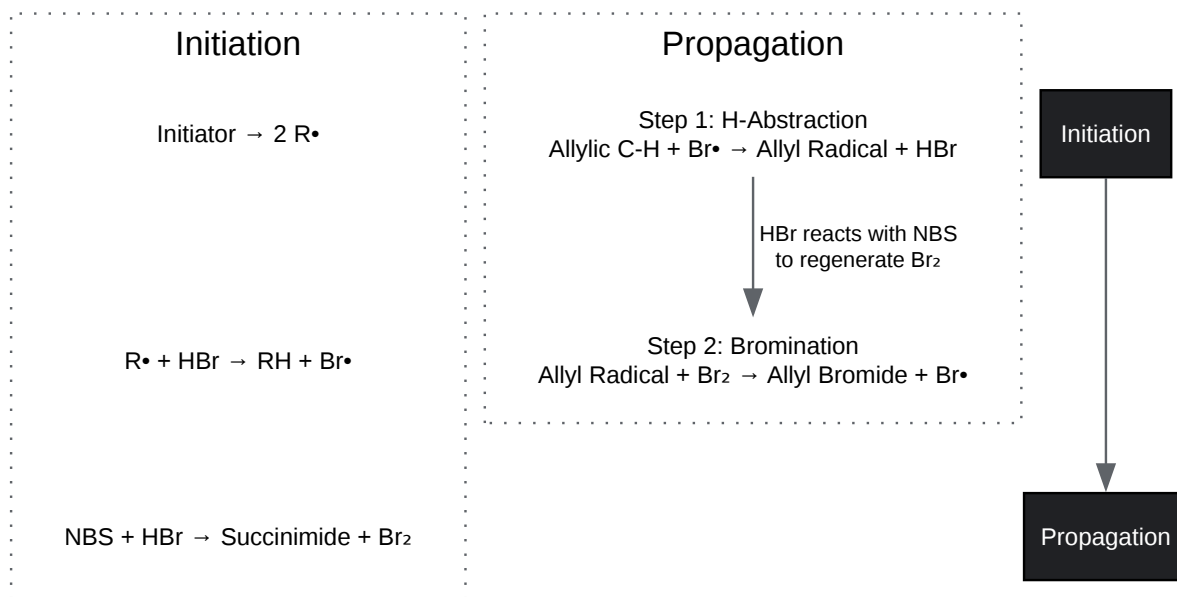 Initiation
Initiator → 2 R•
R• + HBr → RH + Br•
NBS + HBr → Succinimide + Br₂
Propagation
Step 1: H-Abstraction
Allylic C-H + Br• → Allyl Radical + HBr
HBr reacts with NBS
to regenerate Br₂
Step 2: Bromination
Allyl Radical + Br₂ → Allyl Bromide + Br•
Initiation
Propagation